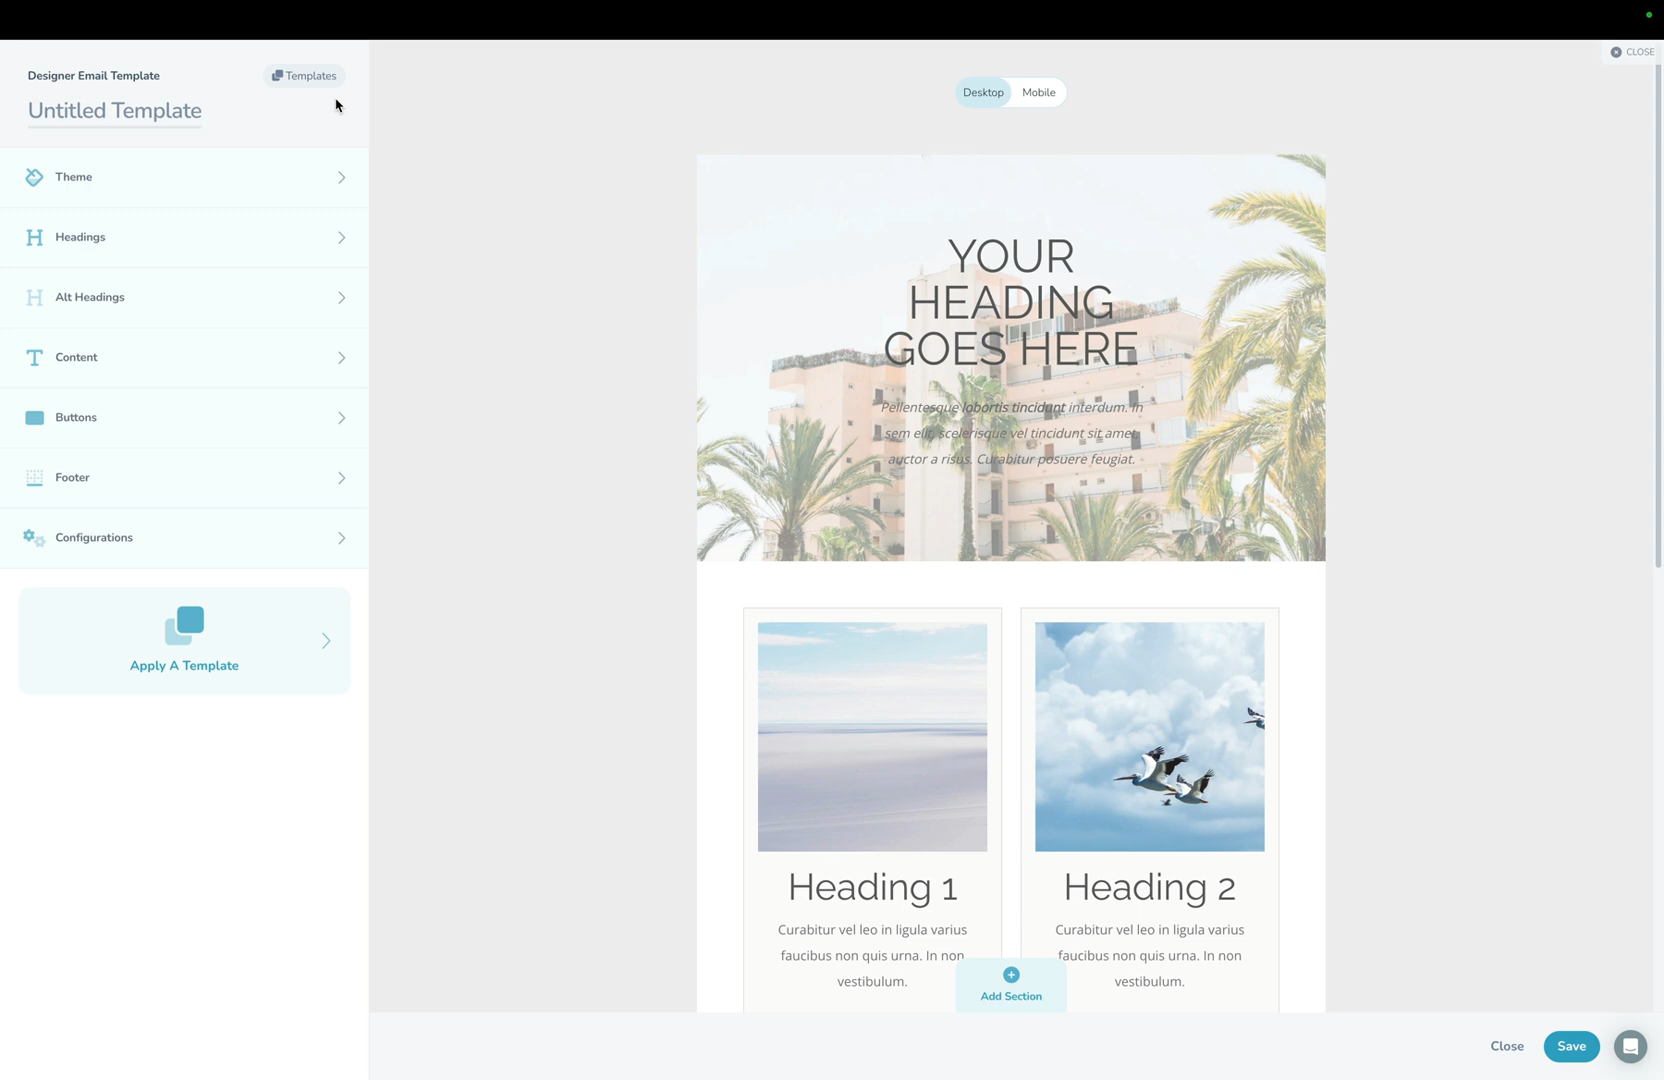 CLOSE
Designer Email Template
Templates
Untitled Template
Desktop
Mobile
Theme
Headings
Alt Headings
Content
Buttons
Footer
Configurations
Apply A Template
YOUR
HEADING
GOES HERE
Pellentesque lobortis tincidunt interdum. In
sem elit, scelerisque vel tincidunt sit amet,
auctor a risus. Curabitur posuere feugiat.
Heading 1
Curabitur vel leo in ligula varius
faucibus non quis urna. In non
vestibulum.
Heading 2
Curabitur vel leo in ligula varius
faucibus non quis urna. In non
vestibulum.
Add Section
Close
Save